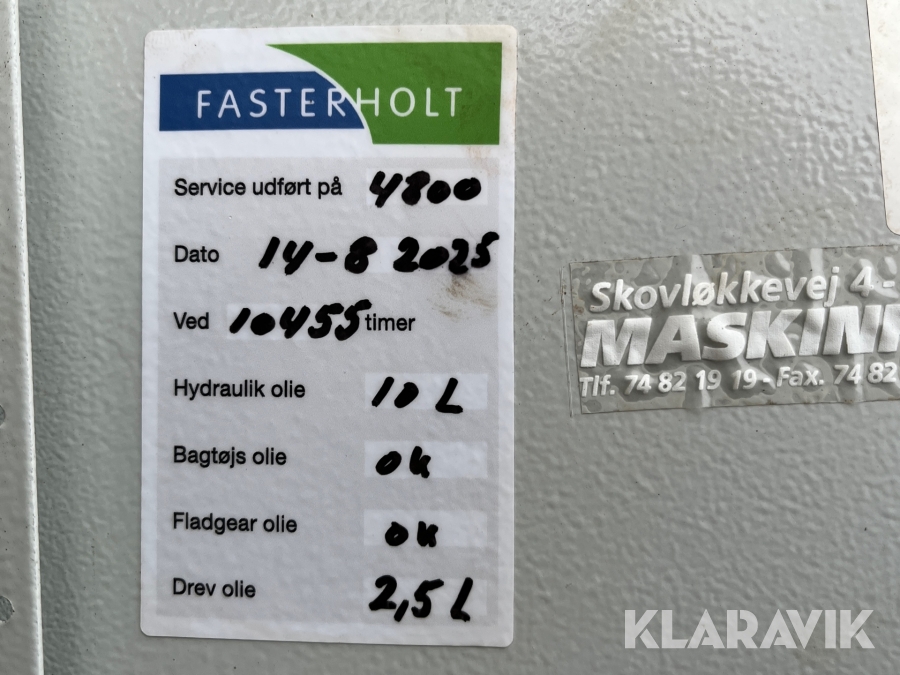 FASTERHOLT
Service udført på 4800
Dato 14-8 2025
Ved 10455 timer
Hydraulik olie 10 L
Bagtøjs olie ok
Fladgear olie ok
Drev olie 2,5 L
Skovløkkevej 4 -
Tlf. 74 82 19 19 - Fax. 74 82
KLARAVIK